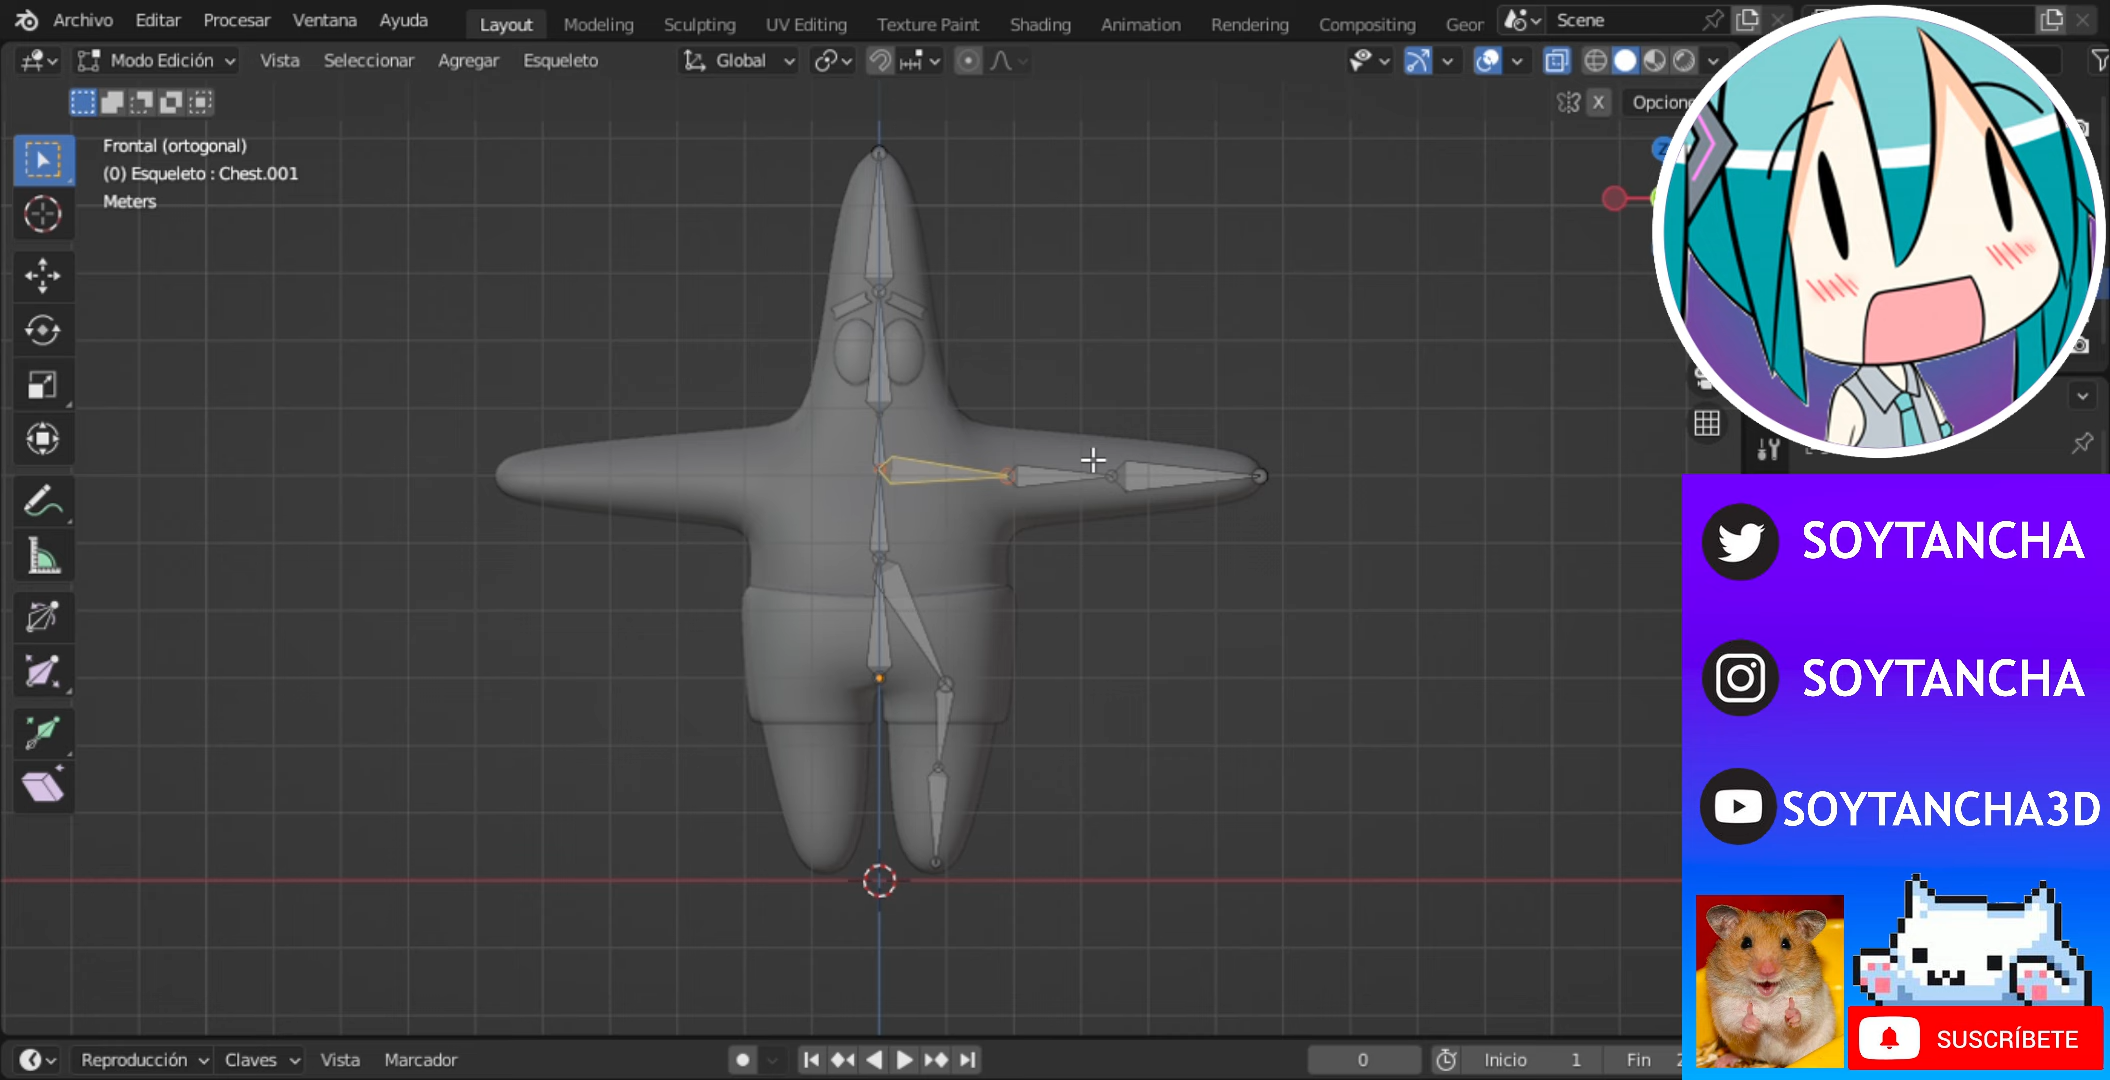 Archivo Editar Procesar Ventana Ayuda Layout Modeling Sculpting UV Editing Texture Paint Shading Animation Rendering Compositing Geor Scene
Modo Edición Vista Seleccionar Agregar Esqueleto Global
X Opcione
Frontal (ortogonal)
(0) Esqueleto : Chest.001
Meters
Z
SOYTANCHA
SOYTANCHA
SOYTANCHA3D
SUSCRÍBETE
Reproducción Claves Vista Marcador 0 Inicio 1 Fin 2